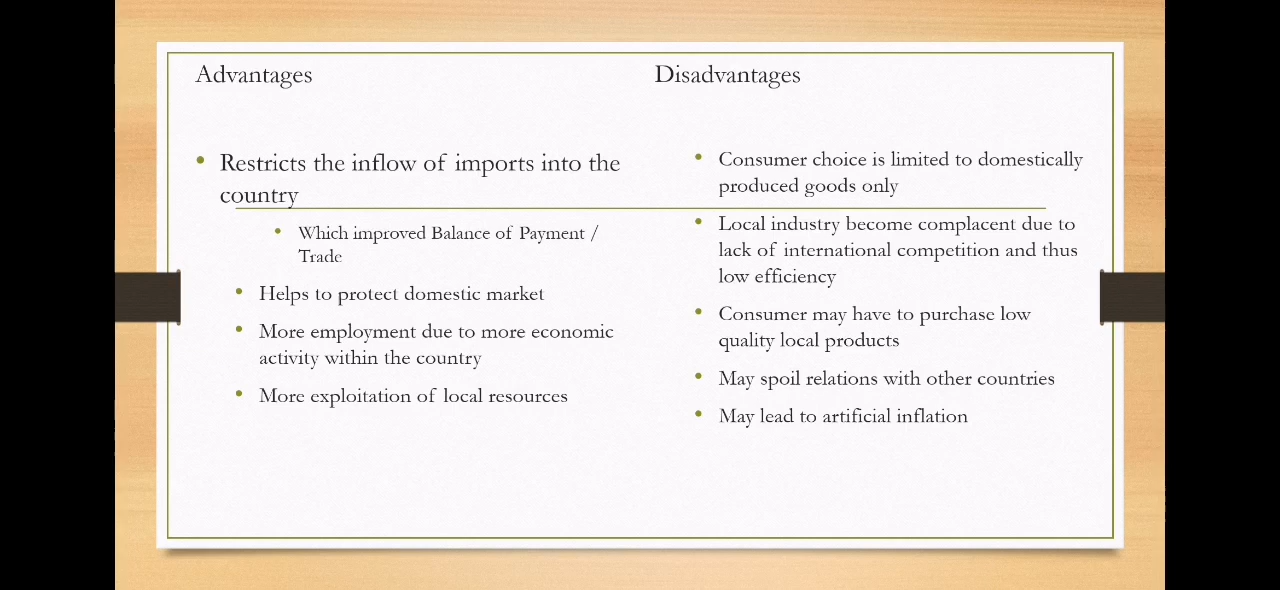 Advantages
Restricts the inflow of imports into the
country
Which improved Balance of Payment /
Trade
Helps to protect domestic market
More employment due to more economic
activity within the country
More exploitation of local resources
Disadvantages
Consumer choice is limited to domestically
produced goods only
Local industry become complacent due to
lack of international competition and thus
low efficiency
Consumer may have to purchase low
quality local products
May spoil relations with other countries
May lead to artificial inflation